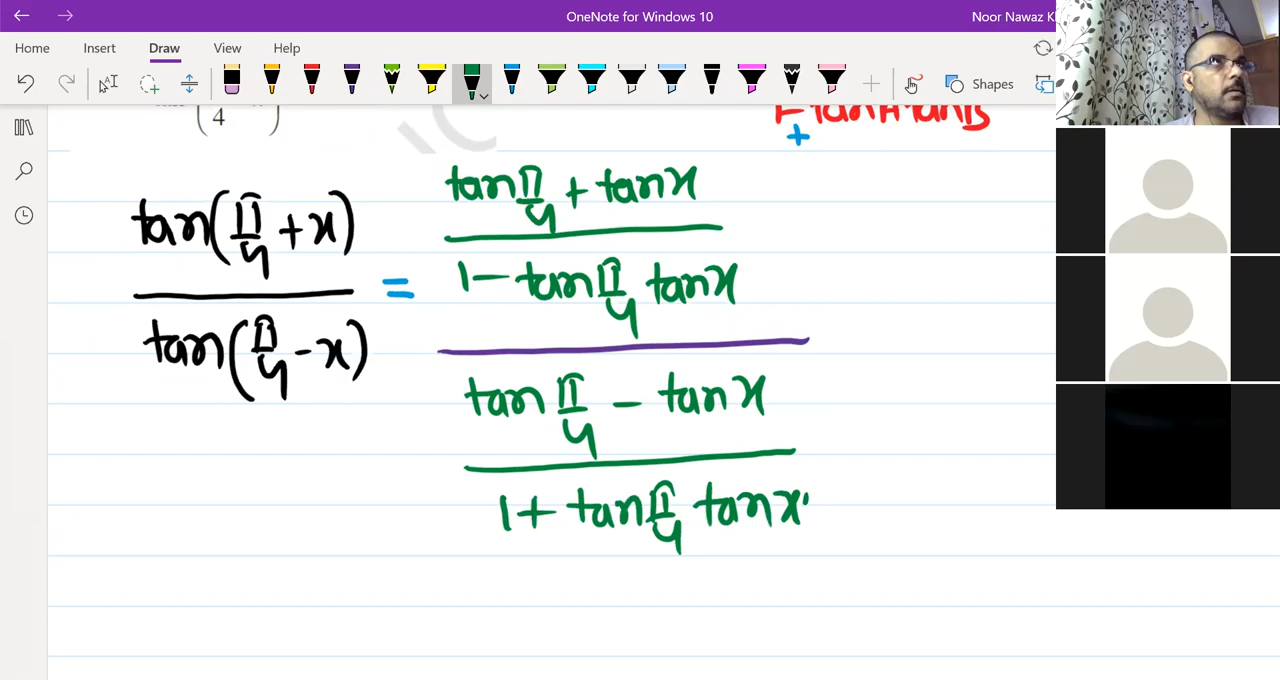 OneNote for Windows 10
Noor Nawaz K
Home Insert Draw View Help
Shapes
4
+
tan(π/4 + x) / tan(π/4 - x) =
tan π/4 + tan x
1 - tan π/4 tan x
tan π/4 - tan x
1 + tan π/4 tan x